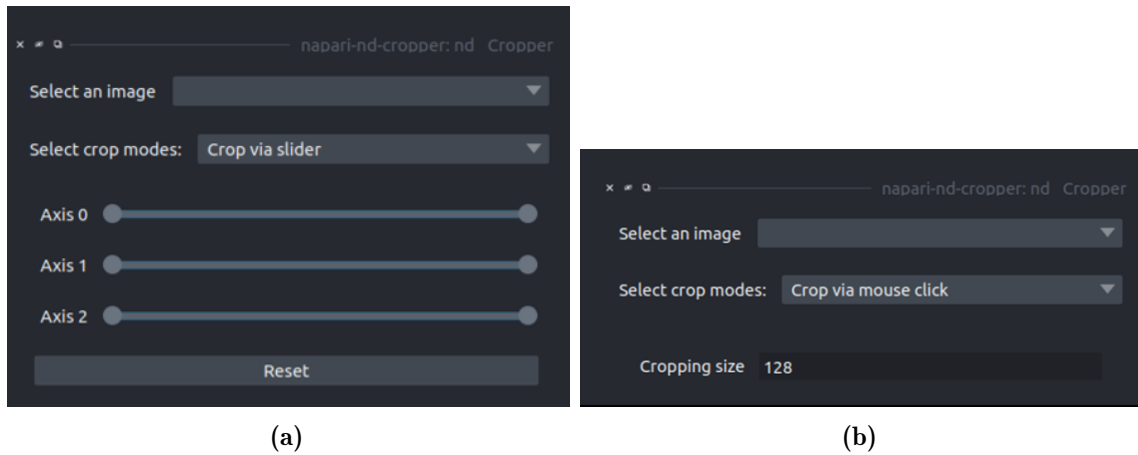 napari-nd-cropper: nd Cropper
Select an image
Select crop modes: Crop via slider
Axis 0
Axis 1
Axis 2
Reset
(a)
napari-nd-cropper: nd Cropper
Select an image
Select crop modes: Crop via mouse click
Cropping size 128
(b)